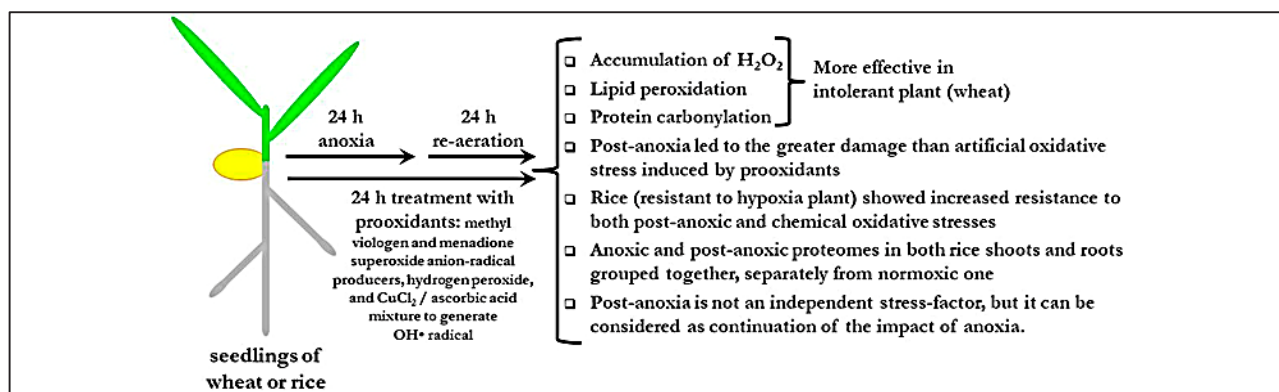 24 h
anoxia
24 h
re-aeration
24 h treatment with
prooxidants: methyl
viologen and menadione
superoxide anion-radical
producers, hydrogen peroxide,
and CuCl₂ / ascorbic acid
mixture to generate
OH• radical
seedlings of
wheat or rice
Accumulation of H₂O₂
Lipid peroxidation
Protein carbonylation
More effective in
intolerant plant (wheat)
Post-anoxia led to the greater damage than artificial oxidative
stress induced by prooxidants
Rice (resistant to hypoxia plant) showed increased resistance to
both post-anoxic and chemical oxidative stresses
Anoxic and post-anoxic proteomes in both rice shoots and roots
grouped together, separately from normoxic one
Post-anoxia is not an independent stress-factor, but it can be
considered as continuation of the impact of anoxia.